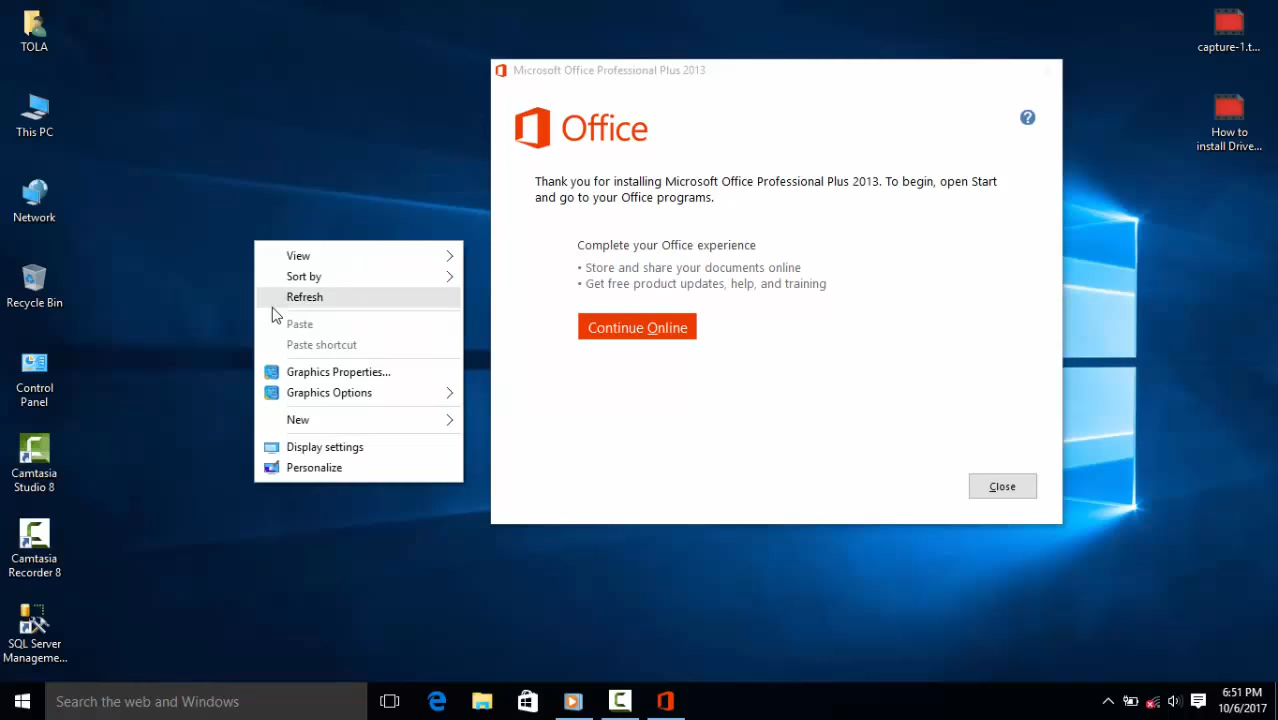 TOLA
This PC
Network
Recycle Bin
Control
Panel
Camtasia
Studio 8
Camtasia
Recorder 8
SQL Server
Manageme...
View
Sort by
Refresh
Paste
Paste shortcut
Graphics Properties...
Graphics Options
New
Display settings
Personalize
Microsoft Office Professional Plus 2013
Office
?
Thank you for installing Microsoft Office Professional Plus 2013. To begin, open Start
and go to your Office programs.
Complete your Office experience
• Store and share your documents online
• Get free product updates, help, and training
Continue Online
Close
capture-1.t...
How to
install Drive...
Search the web and Windows
6:51 PM
10/6/2017